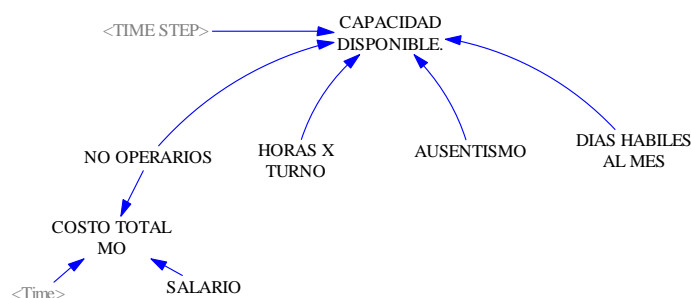 <TIME STEP>
CAPACIDAD
DISPONIBLE.
NO OPERARIOS
HORAS X
TURNO
AUSENTISMO
DIAS HABILES
AL MES
COSTO TOTAL
MO
<Time>
SALARIO